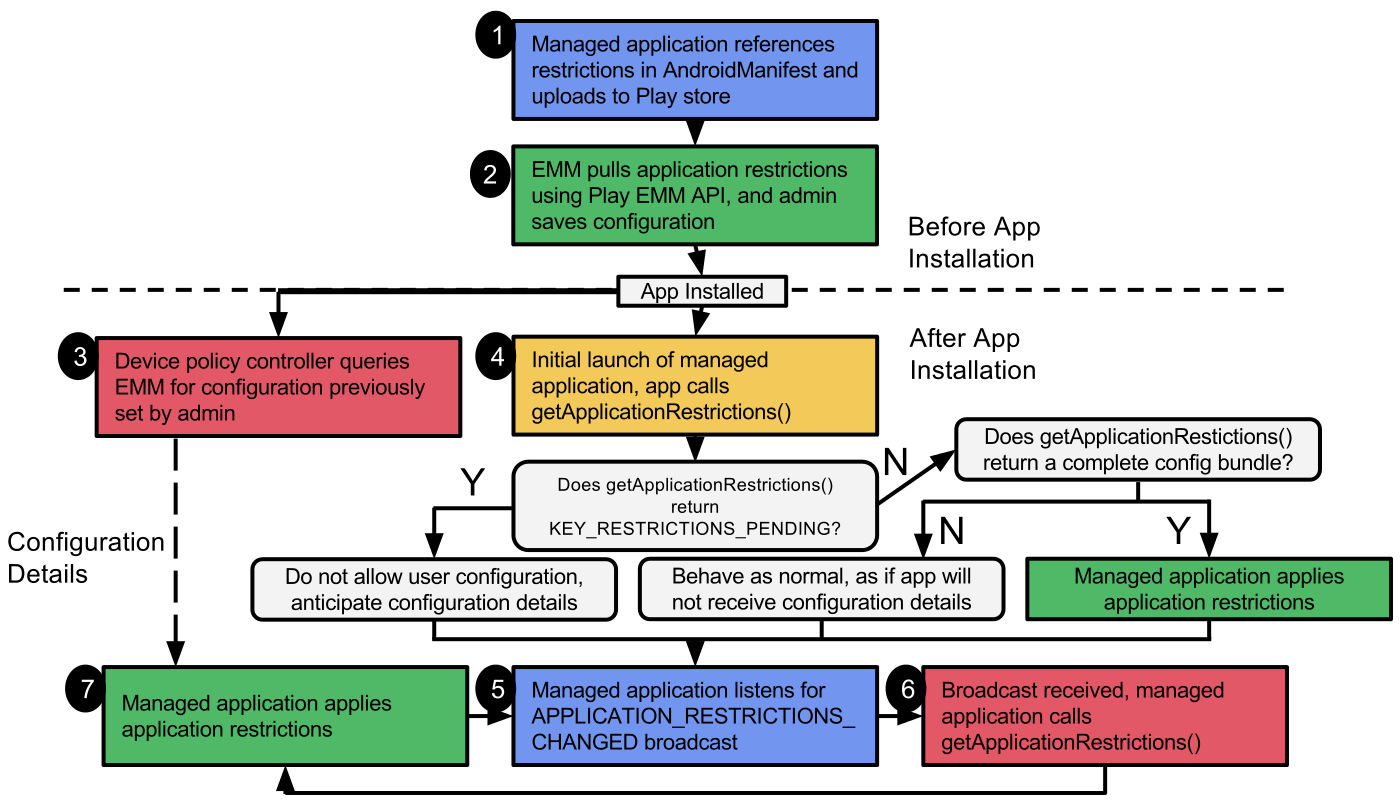 1
Managed application references
restrictions in AndroidManifest and
uploads to Play store
2
EMM pulls application restrictions
using Play EMM API, and admin
saves configuration
Before App
Installation
App Installed
After App
Installation
3
Device policy controller queries
EMM for configuration previously
set by admin
4
Initial launch of managed
application, app calls
getApplicationRestrictions()
Does getApplicationRestictions()
return a complete config bundle?
Y
Does getApplicationRestrictions()
return
KEY_RESTRICTIONS_PENDING?
N
N
Y
Configuration
Details
Do not allow user configuration,
anticipate configuration details
Behave as normal, as if app will
not receive configuration details
Managed application applies
application restrictions
7
Managed application applies
application restrictions
5
Managed application listens for
APPLICATION_RESTRICTIONS_
CHANGED broadcast
6
Broadcast received, managed
application calls
getApplicationRestrictions()